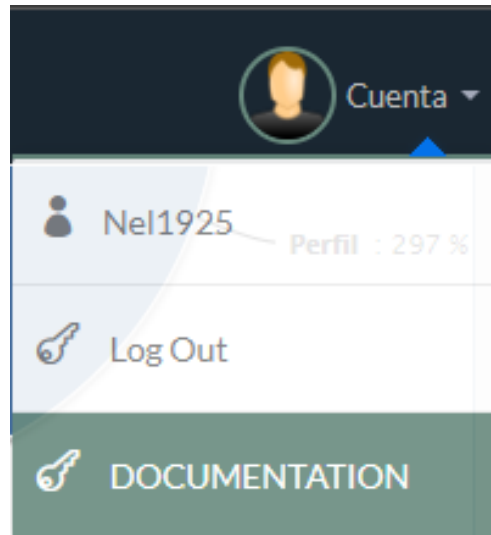 Cuenta
Nel1925
Perfil : 297 %
Log Out
DOCUMENTATION